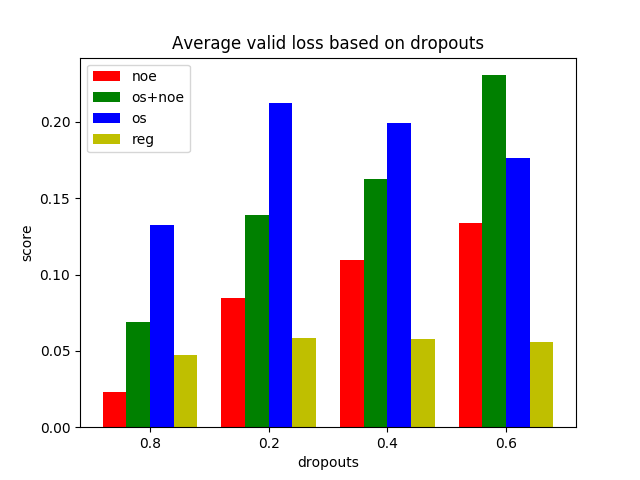 Average valid loss based on dropouts
noe
os+noe
os
reg
score
0.20
0.15
0.10
0.05
0.00
0.8
0.2
0.4
0.6
dropouts